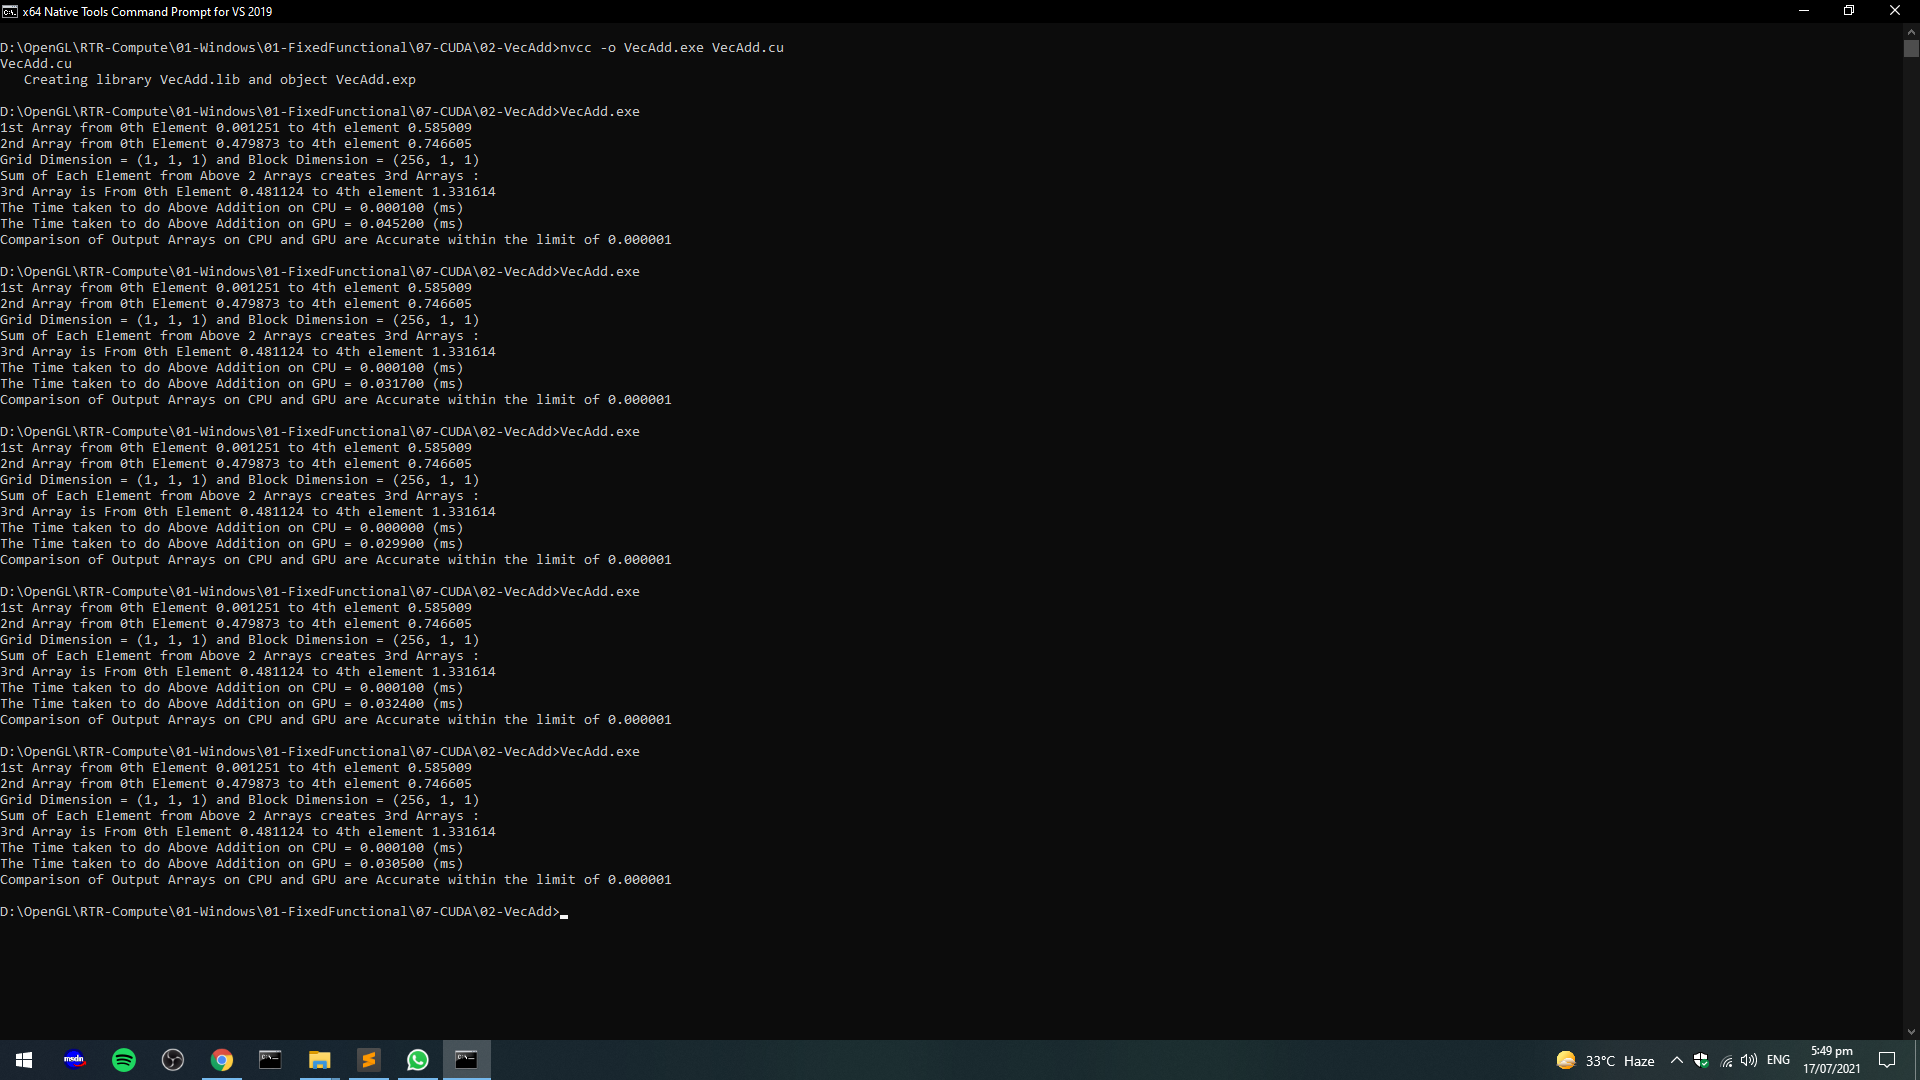 x64 Native Tools Command Prompt for VS 2019
D:\OpenGL\RTR-Compute\01-Windows\01-FixedFunctional\07-CUDA\02-VecAdd>nvcc -o VecAdd.exe VecAdd.cu
VecAdd.cu
   Creating library VecAdd.lib and object VecAdd.exp
D:\OpenGL\RTR-Compute\01-Windows\01-FixedFunctional\07-CUDA\02-VecAdd>VecAdd.exe
1st Array from 0th Element 0.001251 to 4th element 0.585009
2nd Array from 0th Element 0.479873 to 4th element 0.746605
Grid Dimension = (1, 1, 1) and Block Dimension = (256, 1, 1)
Sum of Each Element from Above 2 Arrays creates 3rd Arrays :
3rd Array is From 0th Element 0.481124 to 4th element 1.331614
The Time taken to do Above Addition on CPU = 0.000100 (ms)
The Time taken to do Above Addition on GPU = 0.045200 (ms)
Comparison of Output Arrays on CPU and GPU are Accurate within the limit of 0.000001
D:\OpenGL\RTR-Compute\01-Windows\01-FixedFunctional\07-CUDA\02-VecAdd>VecAdd.exe
1st Array from 0th Element 0.001251 to 4th element 0.585009
2nd Array from 0th Element 0.479873 to 4th element 0.746605
Grid Dimension = (1, 1, 1) and Block Dimension = (256, 1, 1)
Sum of Each Element from Above 2 Arrays creates 3rd Arrays :
3rd Array is From 0th Element 0.481124 to 4th element 1.331614
The Time taken to do Above Addition on CPU = 0.000100 (ms)
The Time taken to do Above Addition on GPU = 0.031700 (ms)
Comparison of Output Arrays on CPU and GPU are Accurate within the limit of 0.000001
D:\OpenGL\RTR-Compute\01-Windows\01-FixedFunctional\07-CUDA\02-VecAdd>VecAdd.exe
1st Array from 0th Element 0.001251 to 4th element 0.585009
2nd Array from 0th Element 0.479873 to 4th element 0.746605
Grid Dimension = (1, 1, 1) and Block Dimension = (256, 1, 1)
Sum of Each Element from Above 2 Arrays creates 3rd Arrays :
3rd Array is From 0th Element 0.481124 to 4th element 1.331614
The Time taken to do Above Addition on CPU = 0.000000 (ms)
The Time taken to do Above Addition on GPU = 0.029900 (ms)
Comparison of Output Arrays on CPU and GPU are Accurate within the limit of 0.000001
D:\OpenGL\RTR-Compute\01-Windows\01-FixedFunctional\07-CUDA\02-VecAdd>VecAdd.exe
1st Array from 0th Element 0.001251 to 4th element 0.585009
2nd Array from 0th Element 0.479873 to 4th element 0.746605
Grid Dimension = (1, 1, 1) and Block Dimension = (256, 1, 1)
Sum of Each Element from Above 2 Arrays creates 3rd Arrays :
3rd Array is From 0th Element 0.481124 to 4th element 1.331614
The Time taken to do Above Addition on CPU = 0.000100 (ms)
The Time taken to do Above Addition on GPU = 0.032400 (ms)
Comparison of Output Arrays on CPU and GPU are Accurate within the limit of 0.000001
D:\OpenGL\RTR-Compute\01-Windows\01-FixedFunctional\07-CUDA\02-VecAdd>VecAdd.exe
1st Array from 0th Element 0.001251 to 4th element 0.585009
2nd Array from 0th Element 0.479873 to 4th element 0.746605
Grid Dimension = (1, 1, 1) and Block Dimension = (256, 1, 1)
Sum of Each Element from Above 2 Arrays creates 3rd Arrays :
3rd Array is From 0th Element 0.481124 to 4th element 1.331614
The Time taken to do Above Addition on CPU = 0.000100 (ms)
The Time taken to do Above Addition on GPU = 0.030500 (ms)
Comparison of Output Arrays on CPU and GPU are Accurate within the limit of 0.000001
D:\OpenGL\RTR-Compute\01-Windows\01-FixedFunctional\07-CUDA\02-VecAdd>
msdn
33°C Haze
ENG
5:49 pm
17/07/2021